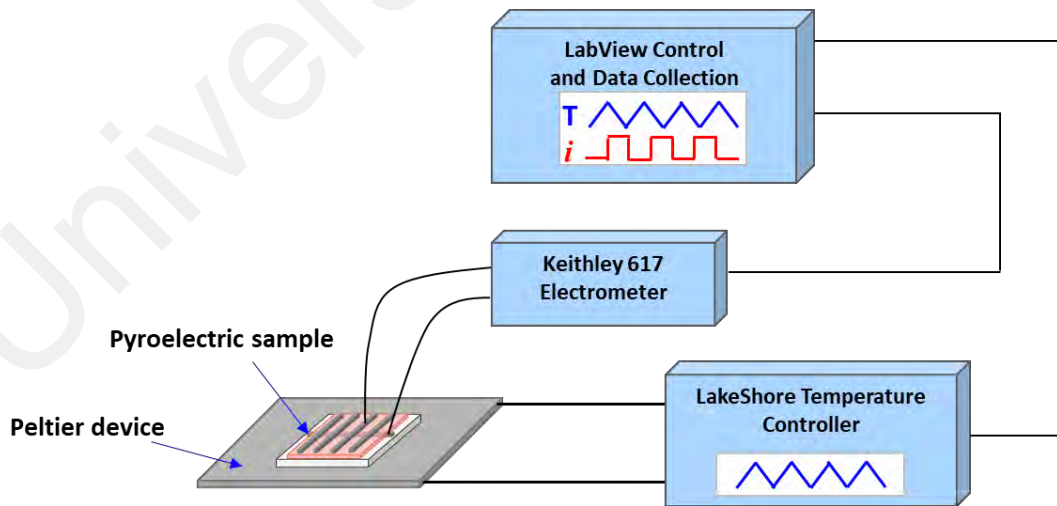 LabView Control
and Data Collection
T
i
Keithley 617
Electrometer
Pyroelectric sample
Peltier device
LakeShore Temperature
Controller